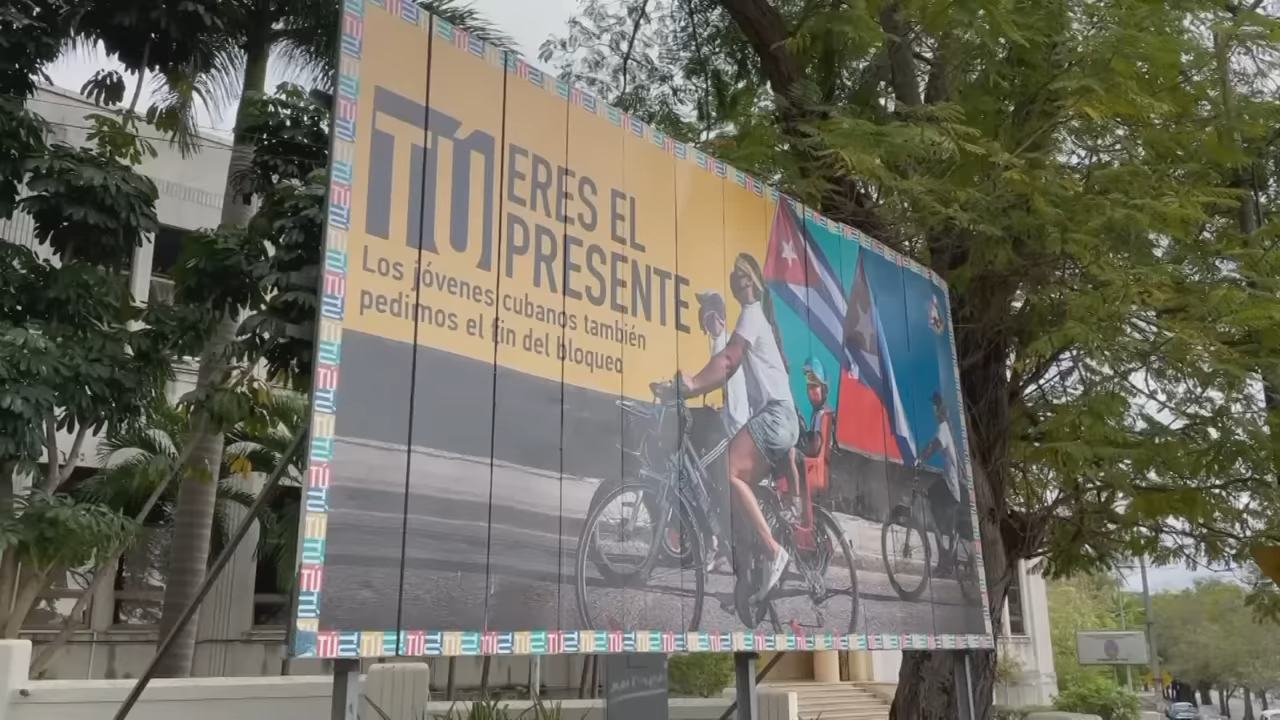 TÚ ERES EL
PRESENTE
Los jóvenes cubanos también
pedimos el fin del bloqueo